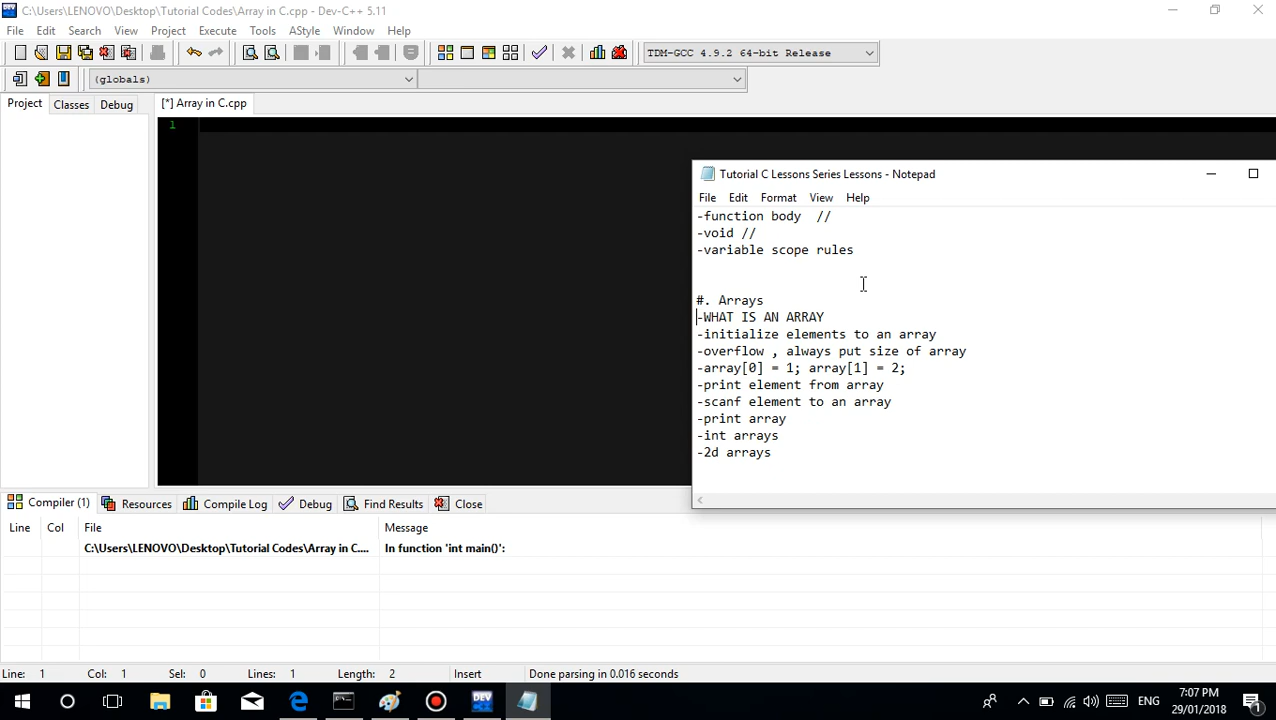 C:\Users\LENOVO\Desktop\Tutorial Codes\Array in C.cpp - Dev-C++ 5.11
File Edit Search View Project Execute Tools AStyle Window Help
TDM-GCC 4.9.2 64-bit Release
(globals)
Project Classes Debug
[*] Array in C.cpp
1
Tutorial C Lessons Series Lessons - Notepad
File Edit Format View Help
-function body //
-void //
-variable scope rules
#. Arrays
-WHAT IS AN ARRAY
-initialize elements to an array
-overflow , always put size of array
-array[0] = 1; array[1] = 2;
-print element from array
-scanf element to an array
-print array
-int arrays
-2d arrays
Compiler (1) Resources Compile Log Debug Find Results Close
Line Col File Message
C:\Users\LENOVO\Desktop\Tutorial Codes\Array in C.... In function 'int main()':
Line: 1 Col: 1 Sel: 0 Lines: 1 Length: 2 Insert Done parsing in 0.016 seconds
DEV
ENG
7:07 PM
29/01/2018
1